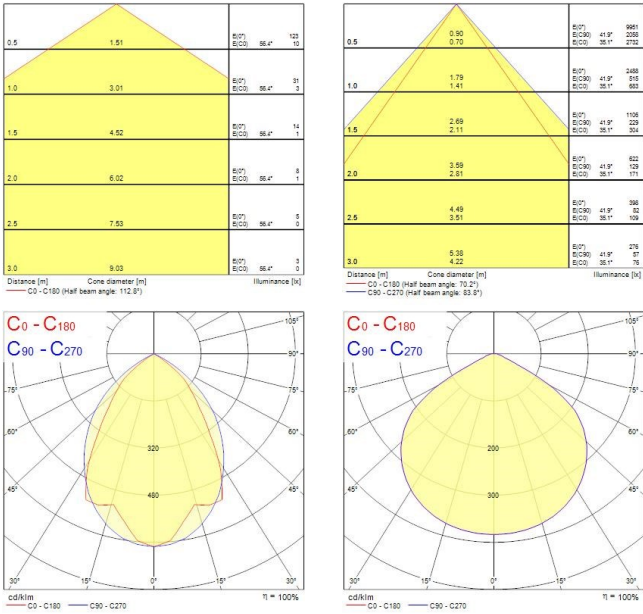 0.5 1.51 E(0°) 123
E(C0) 56.4° 10
1.0 3.01 E(0°) 31
E(C0) 56.4° 3
1.5 4.52 E(0°) 14
E(C0) 56.4° 1
2.0 6.02 E(0°) 8
E(C0) 56.4° 1
2.5 7.53 E(0°) 5
E(C0) 56.4° 0
3.0 9.03 E(0°) 3
E(C0) 56.4° 0
Distance [m] Cone diameter [m] Illuminance [lx]
C0 - C180 (Half beam angle: 112.8°)
0.5 0.90 0.70 E(0°) 9951
E(C90) 41.9° 2058
E(C0) 35.1° 2732
1.0 1.79 1.41 E(0°) 2488
E(C90) 41.9° 515
E(C0) 35.1° 683
1.5 2.69 2.11 E(0°) 1106
E(C90) 41.9° 229
E(C0) 35.1° 304
2.0 3.59 2.81 E(0°) 622
E(C90) 41.9° 129
E(C0) 35.1° 171
2.5 4.49 3.51 E(0°) 398
E(C90) 41.9° 82
E(C0) 35.1° 109
3.0 5.38 4.22 E(0°) 276
E(C90) 41.9° 57
E(C0) 35.1° 76
Distance [m] Cone diameter [m] Illuminance [lx]
C0 - C180 (Half beam angle: 70.2°)
C90 - C270 (Half beam angle: 83.8°)
C0 - C180
C90 - C270
105°
90°
75° 75°
60° 60°
45° 45°
320
480
30° 15° 0° 15° 30°
cd/klm η = 100%
C0 - C180 C90 - C270
C0 - C180
C90 - C270
105°
90°
75° 75°
60° 60°
45° 45°
200
300
30° 15° 0° 15° 30°
cd/klm η = 100%
C0 - C180 C90 - C270